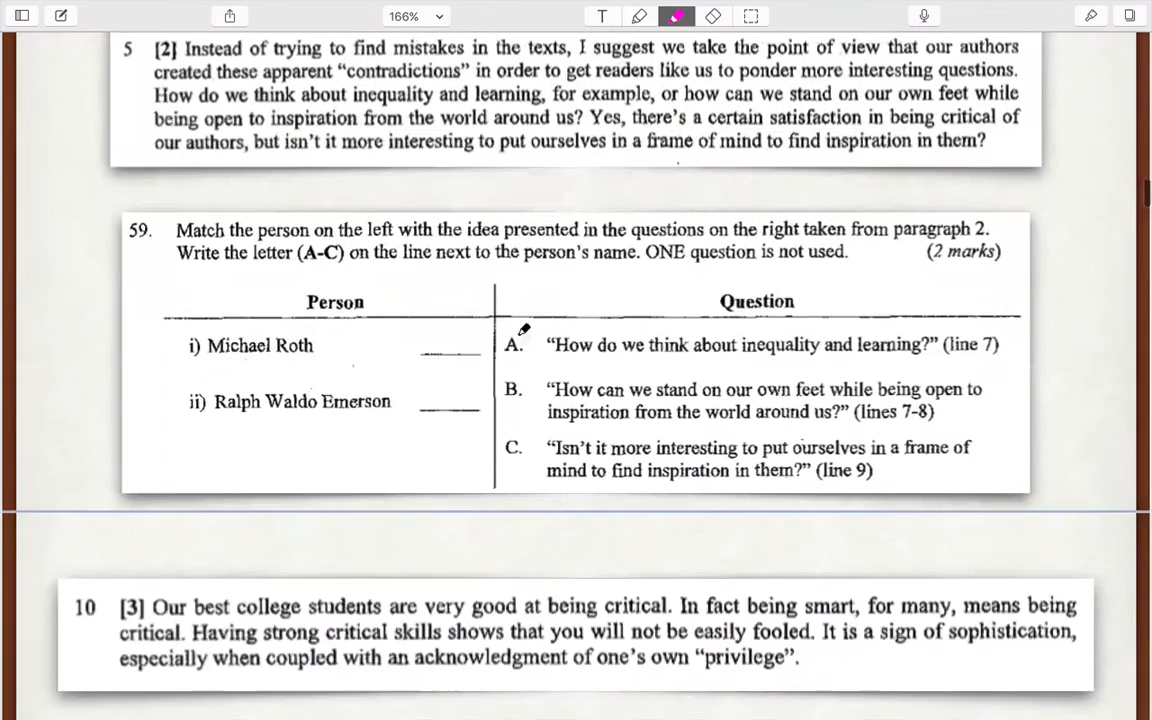 166%
T
5 [2] Instead of trying to find mistakes in the texts, I suggest we take the point of view that our authors
created these apparent “contradictions” in order to get readers like us to ponder more interesting questions.
How do we think about inequality and learning, for example, or how can we stand on our own feet while
being open to inspiration from the world around us? Yes, there’s a certain satisfaction in being critical of
our authors, but isn’t it more interesting to put ourselves in a frame of mind to find inspiration in them?
59. Match the person on the left with the idea presented in the questions on the right taken from paragraph 2.
Write the letter (A-C) on the line next to the person’s name. ONE question is not used. (2 marks)
Person Question
i) Michael Roth A. “How do we think about inequality and learning?” (line 7)
B. “How can we stand on our own feet while being open to
ii) Ralph Waldo Emerson inspiration from the world around us?” (lines 7-8)
C. “Isn’t it more interesting to put ourselves in a frame of
mind to find inspiration in them?” (line 9)
10 [3] Our best college students are very good at being critical. In fact being smart, for many, means being
critical. Having strong critical skills shows that you will not be easily fooled. It is a sign of sophistication,
especially when coupled with an acknowledgment of one’s own “privilege”.